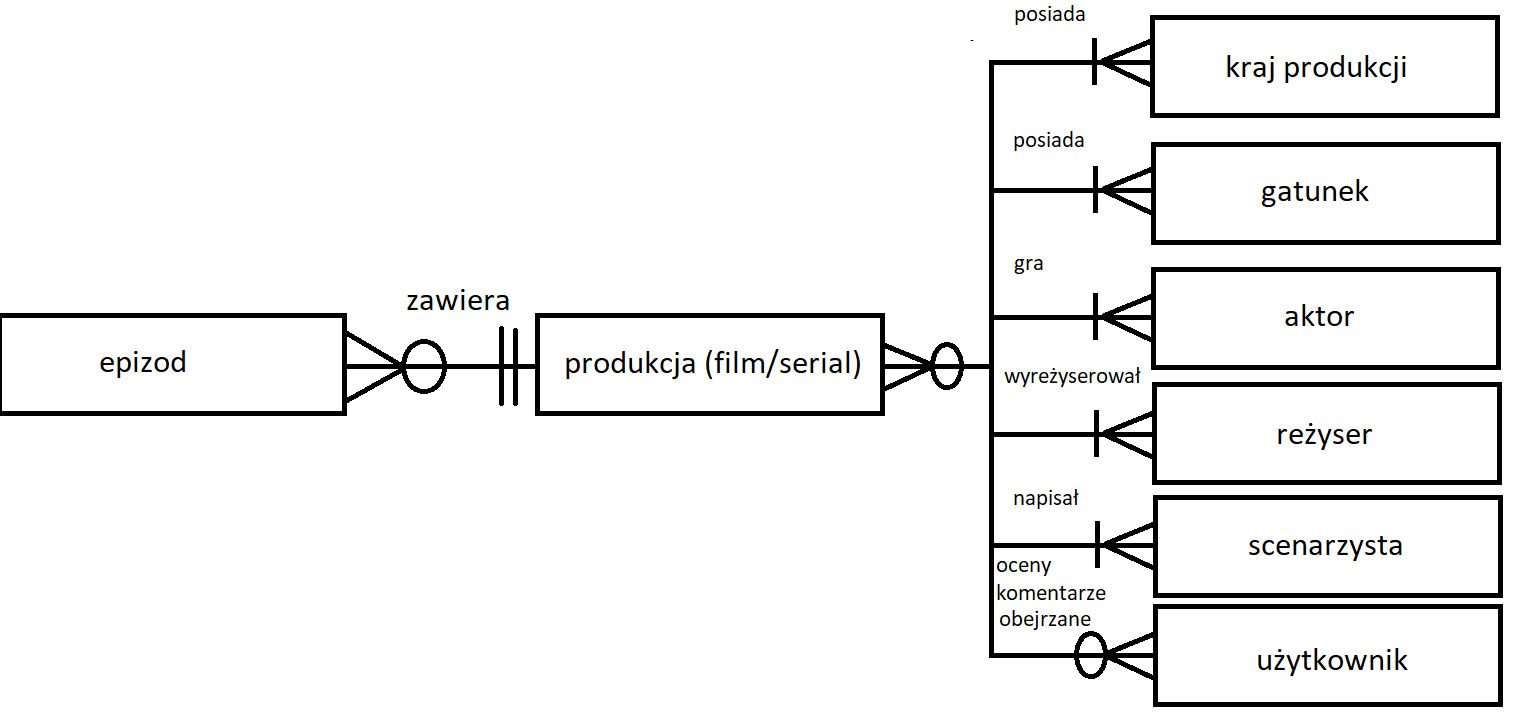 posiada
kraj produkcji
posiada
gatunek
gra
aktor
zawiera
epizod
produkcja (film/serial)
wyreżyserował
reżyser
napisał
scenarzysta
oceny
komentarze
obejrzane
użytkownik